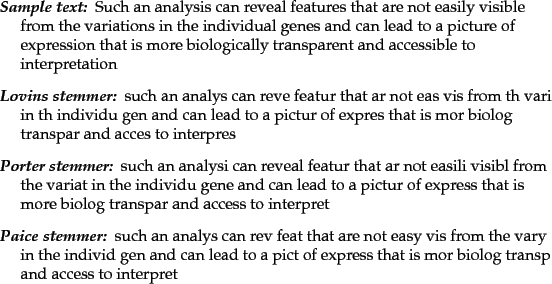 Sample text: Such an analysis can reveal features that are not easily visible
from the variations in the individual genes and can lead to a picture of
expression that is more biologically transparent and accessible to
interpretation
Lovins stemmer: such an analys can reve featur that ar not eas vis from th vari
in th individu gen and can lead to a pictur of expres that is mor biolog
transpar and acces to interpres
Porter stemmer: such an analysi can reveal featur that ar not easili visibl from
the variat in the individu gene and can lead to a pictur of express that is
more biolog transpar and access to interpret
Paice stemmer: such an analys can rev feat that are not easy vis from the vary
in the individ gen and can lead to a pict of express that is mor biolog transp
and access to interpret